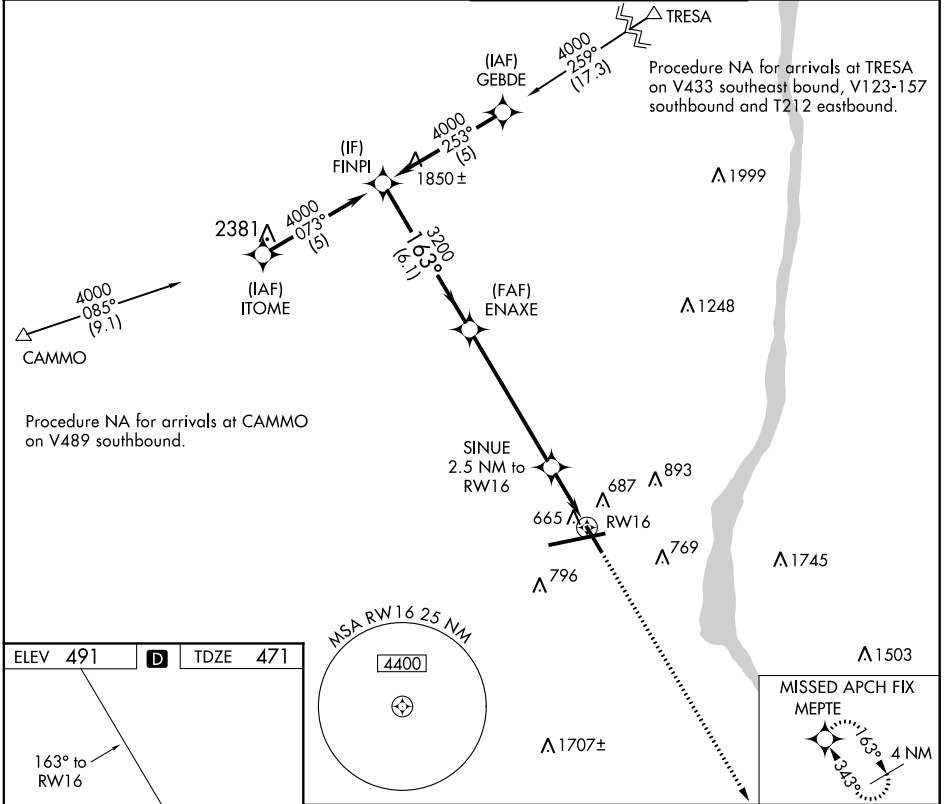 TRESA
4000
259°
(17.3)
(IAF)
GEBDE
Procedure NA for arrivals at TRESA
on V433 southeast bound, V123-157
southbound and T212 eastbound.
4000
253°
(5)
(IF)
FINPI
1850 ±
1999
2381
4000
073°
(5)
(IAF)
ITOME
3200
163°
(6.1)
4000
085°
(9.1)
CAMMO
(FAF)
ENAXE
1248
Procedure NA for arrivals at CAMMO
on V489 southbound.
SINUE
2.5 NM to
RW16
687
893
665
RW16
769
1745
796
MSA RW16 25 NM
4400
ELEV 491
D
TDZE 471
163° to
RW16
1503
1707±
MISSED APCH FIX
MEPTE
163°
343°
4 NM